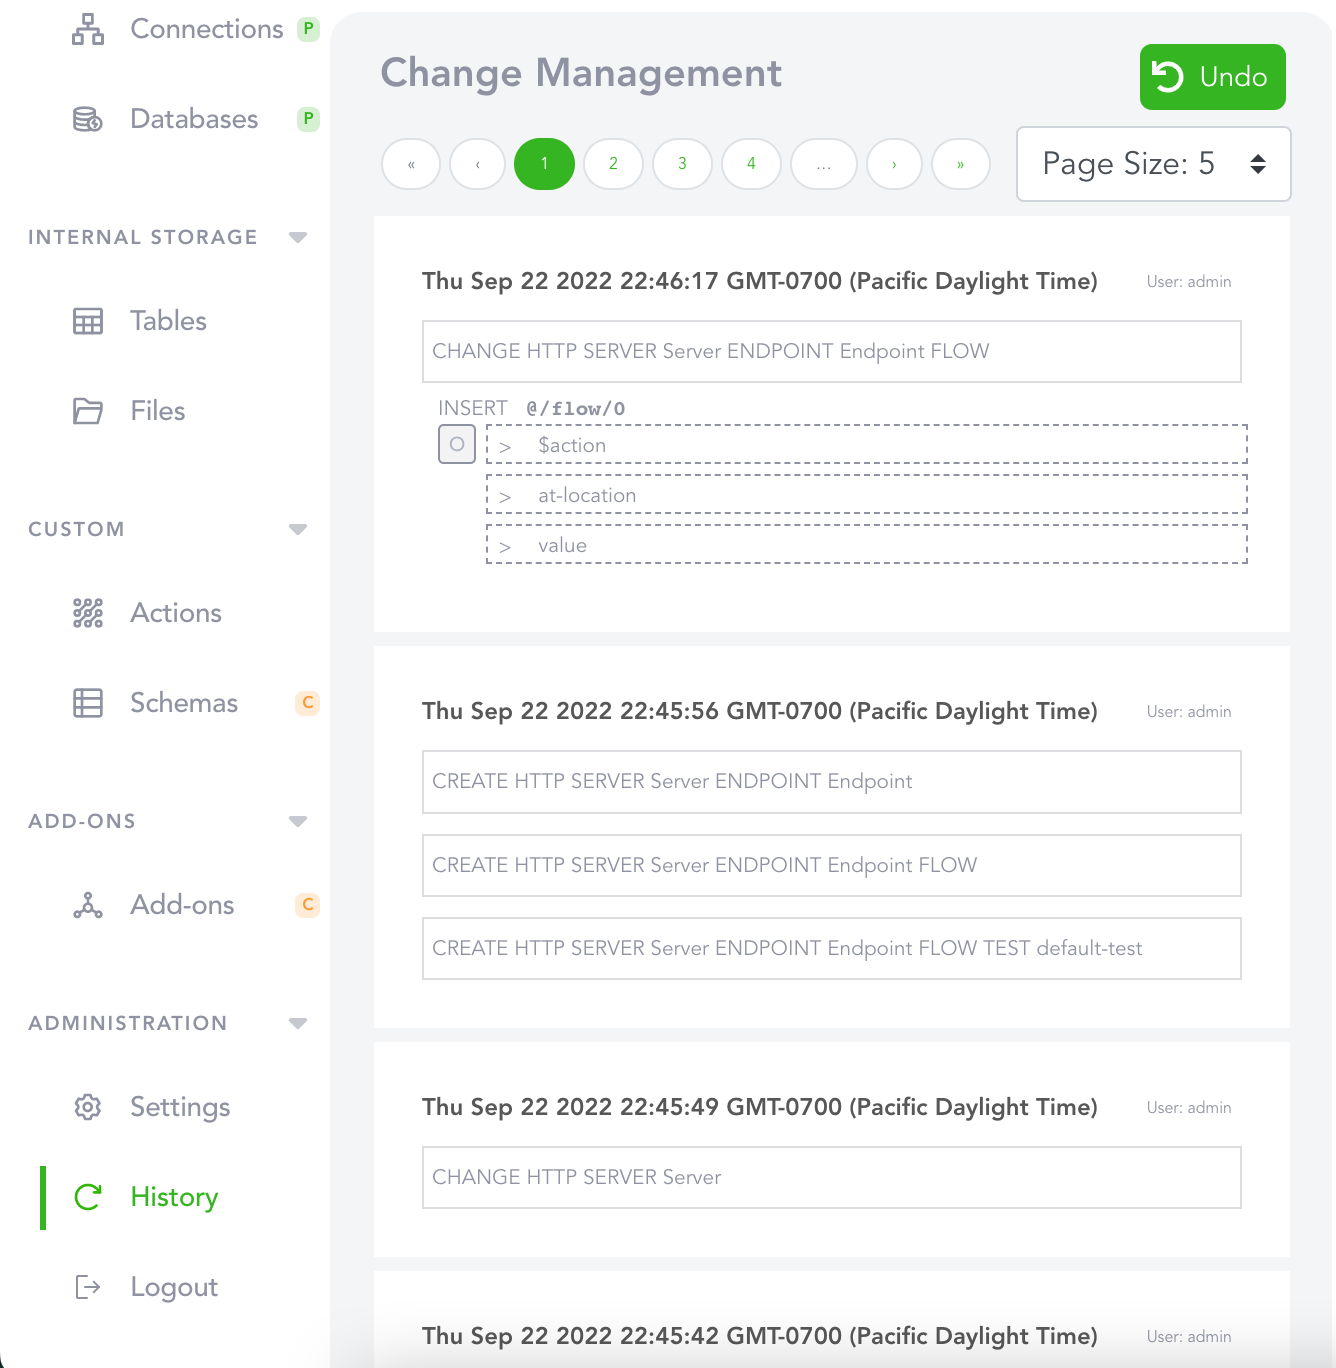 Connections P
Databases P
INTERNAL STORAGE
Tables
Files
CUSTOM
Actions
Schemas C
ADD-ONS
Add-ons C
ADMINISTRATION
Settings
History
Logout
Change Management
Undo
« ‹ 1 2 3 4 ... › »
Page Size: 5
Thu Sep 22 2022 22:46:17 GMT-0700 (Pacific Daylight Time) User: admin
CHANGE HTTP SERVER Server ENDPOINT Endpoint FLOW
INSERT @/flow/0
O > $action
> at-location
> value
Thu Sep 22 2022 22:45:56 GMT-0700 (Pacific Daylight Time) User: admin
CREATE HTTP SERVER Server ENDPOINT Endpoint
CREATE HTTP SERVER Server ENDPOINT Endpoint FLOW
CREATE HTTP SERVER Server ENDPOINT Endpoint FLOW TEST default-test
Thu Sep 22 2022 22:45:49 GMT-0700 (Pacific Daylight Time) User: admin
CHANGE HTTP SERVER Server
Thu Sep 22 2022 22:45:42 GMT-0700 (Pacific Daylight Time) User: admin